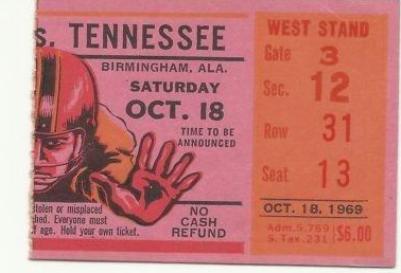 s. TENNESSEE
BIRMINGHAM, ALA.
SATURDAY
OCT. 18
TIME TO BE
ANNOUNCED
stolen or misplaced
hed. Everyone must
f age. Hold your own ticket.
NO
CASH
REFUND
WEST STAND
Gate 3
Sec. 12
Row 31
Seat 13
OCT. 18, 1969
Adm. 5.769
S. Tax .231
$6.00